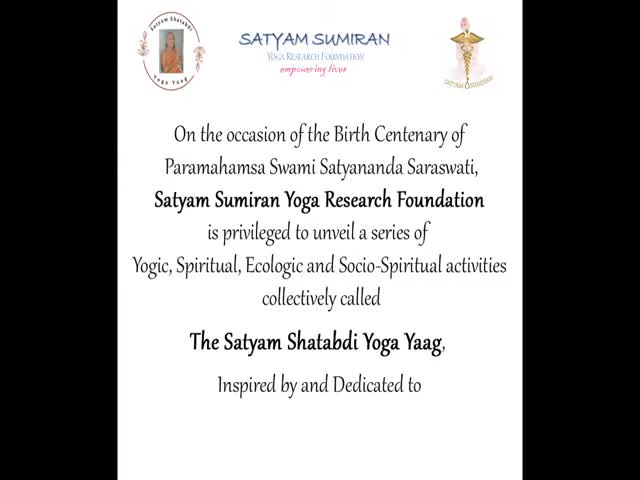 Satyam Shatabdi
Yoga Yaag
SATYAM SUMIRAN
YOGA RESEARCH FOUNDATION
empowering lives
SATYAM SUMIRAN
On the occasion of the Birth Centenary of
Paramahamsa Swami Satyananda Saraswati,
Satyam Sumiran Yoga Research Foundation
is privileged to unveil a series of
Yogic, Spiritual, Ecologic and Socio-Spiritual activities
collectively called
The Satyam Shatabdi Yoga Yaag,
Inspired by and Dedicated to